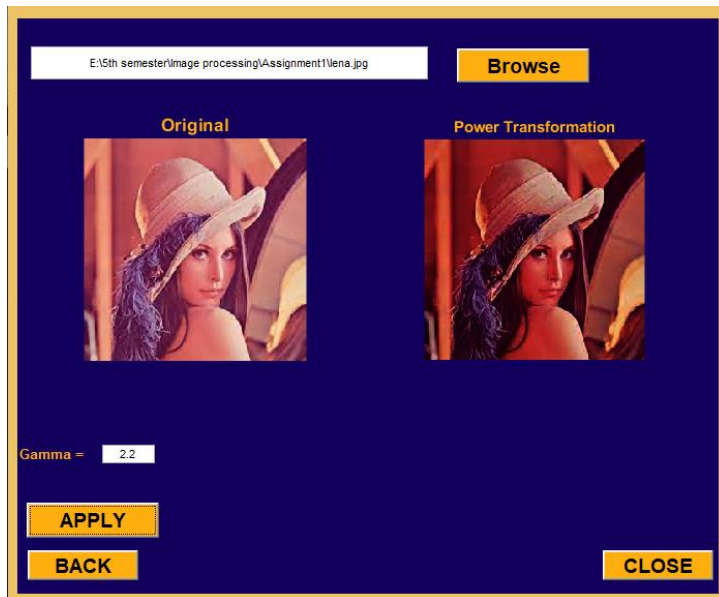 E:\5th semester\Image processing\Assignment1\lena.jpg
Browse
Original
Power Transformation
Gamma =
2.2
APPLY
BACK
CLOSE